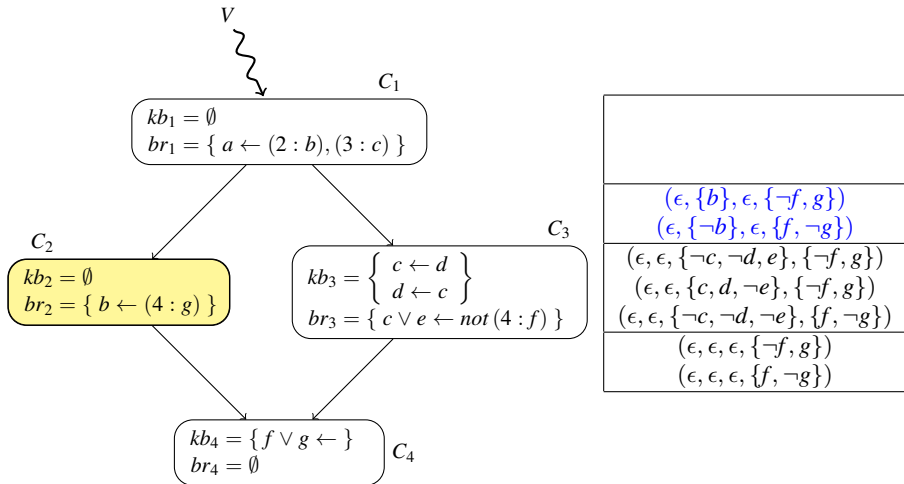 V
C₁
kb₁ = ∅
br₁ = { a ← (2 : b), (3 : c) }
C₂
kb₂ = ∅
br₂ = { b ← (4 : g) }
C₃
kb₃ = { c ← d
d ← c }
br₃ = { c ∨ e ← not (4 : f) }
kb₄ = { f ∨ g ← }
br₄ = ∅
C₄
(ϵ, {b}, ϵ, {¬f, g})
(ϵ, {¬b}, ϵ, {f, ¬g})
(ϵ, ϵ, {¬c, ¬d, e}, {¬f, g})
(ϵ, ϵ, {c, d, ¬e}, {¬f, g})
(ϵ, ϵ, {¬c, ¬d, ¬e}, {f, ¬g})
(ϵ, ϵ, ϵ, {¬f, g})
(ϵ, ϵ, ϵ, {f, ¬g})